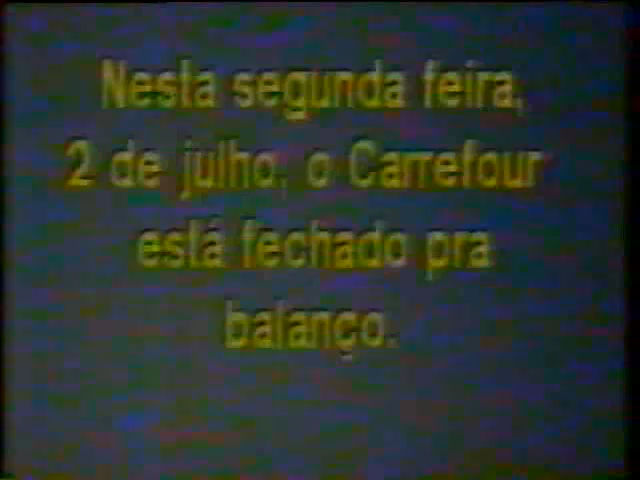 Nesta segunda feira,
2 de julho, o Carrefour
está fechado pra
balanço.